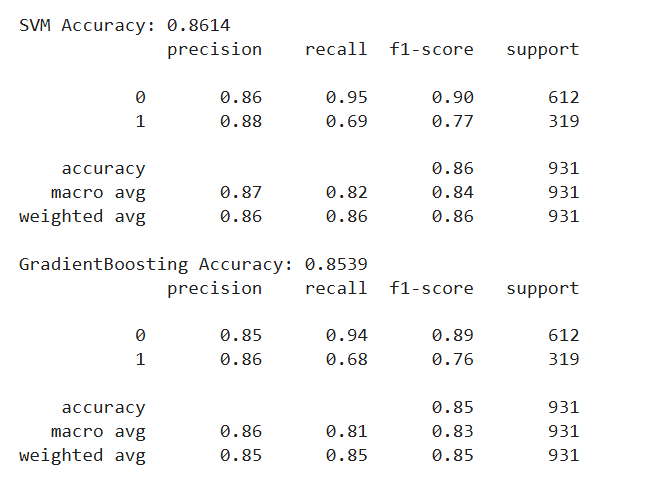 SVM Accuracy: 0.8614
precision recall f1-score support
0 0.86 0.95 0.90 612
1 0.88 0.69 0.77 319
accuracy 0.86 931
macro avg 0.87 0.82 0.84 931
weighted avg 0.86 0.86 0.86 931
GradientBoosting Accuracy: 0.8539
precision recall f1-score support
0 0.85 0.94 0.89 612
1 0.86 0.68 0.76 319
accuracy 0.85 931
macro avg 0.86 0.81 0.83 931
weighted avg 0.85 0.85 0.85 931